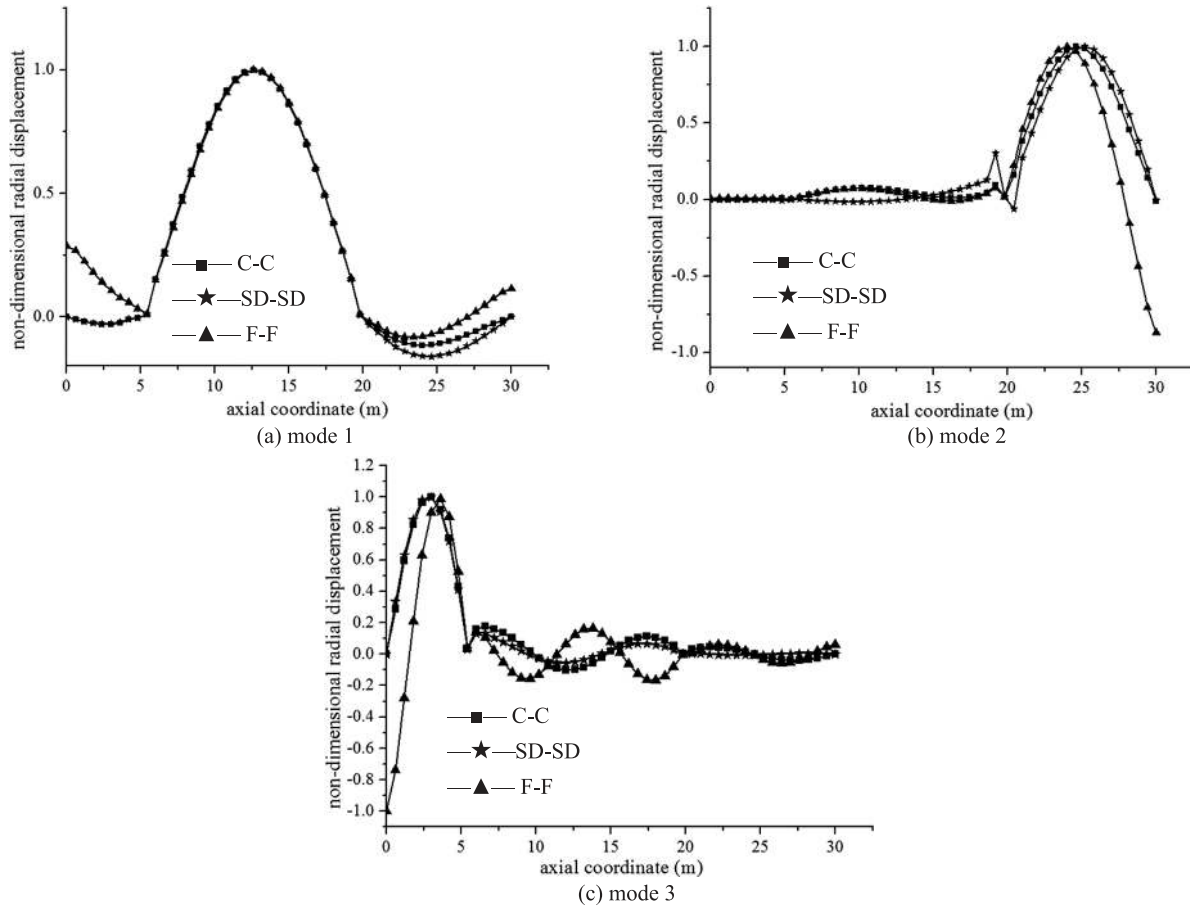 non-dimensional radial displacement
1.0
0.5
0.0
C-C
SD-SD
F-F
0 5 10 15 20 25 30
axial coordinate (m)
(a) mode 1
non-dimensional radial displacement
1.0
0.5
0.0
-0.5
-1.0
C-C
SD-SD
F-F
0 5 10 15 20 25 30
axial coordinate (m)
(b) mode 2
non-dimensional radial displacement
1.2
1.0
0.8
0.6
0.4
0.2
0.0
-0.2
-0.4
-0.6
-0.8
-1.0
C-C
SD-SD
F-F
0 5 10 15 20 25 30
axial coordinate (m)
(c) mode 3